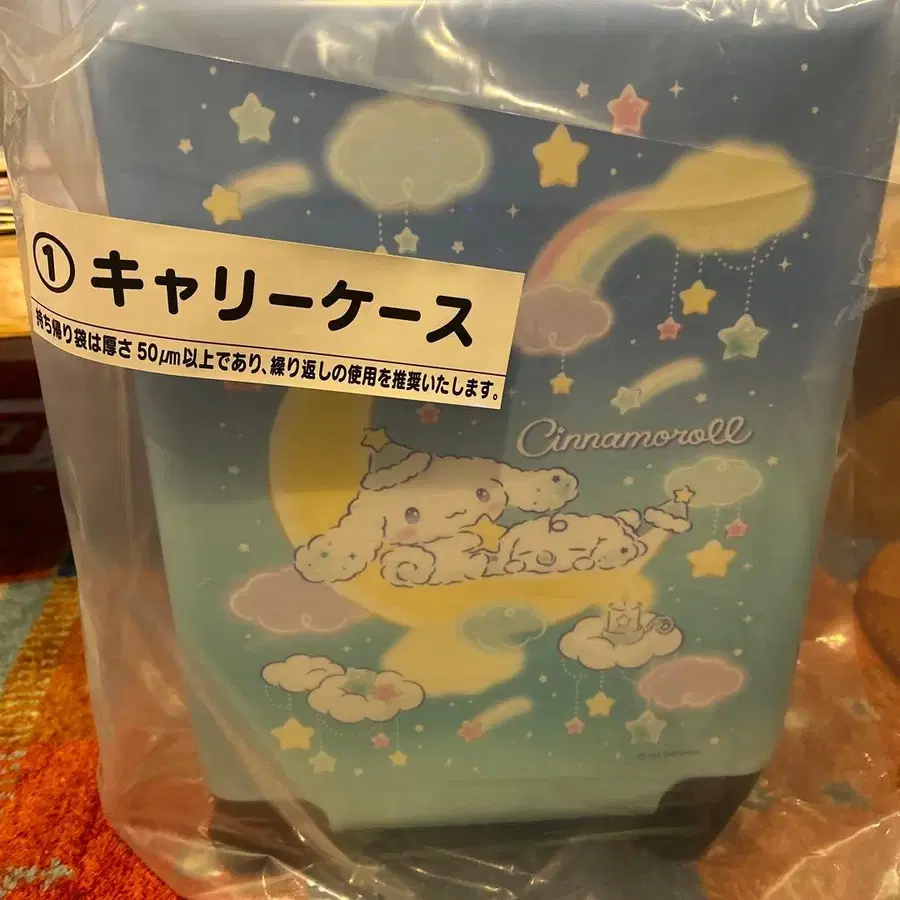 ① キャリーケース
持ち帰り袋は厚さ50μm以上であり、繰り返しの使用を推奨いたします。
Cinnamoroll